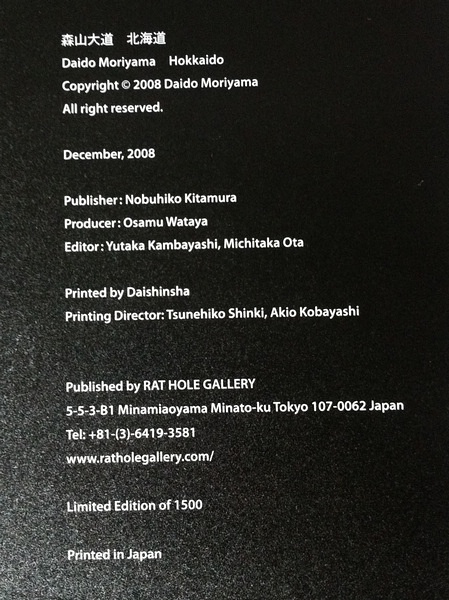 森山大道　北海道
Daido Moriyama　Hokkaido
Copyright © 2008 Daido Moriyama
All right reserved.
December, 2008
Publisher : Nobuhiko Kitamura
Producer : Osamu Wataya
Editor : Yutaka Kambayashi, Michitaka Ota
Printed by Daishinsha
Printing Director: Tsunehiko Shinki, Akio Kobayashi
Published by RAT HOLE GALLERY
5-5-3-B1 Minamiaoyama Minato-ku Tokyo 107-0062 Japan
Tel: +81-(3)-6419-3581
www.ratholegallery.com/
Limited Edition of 1500
Printed in Japan